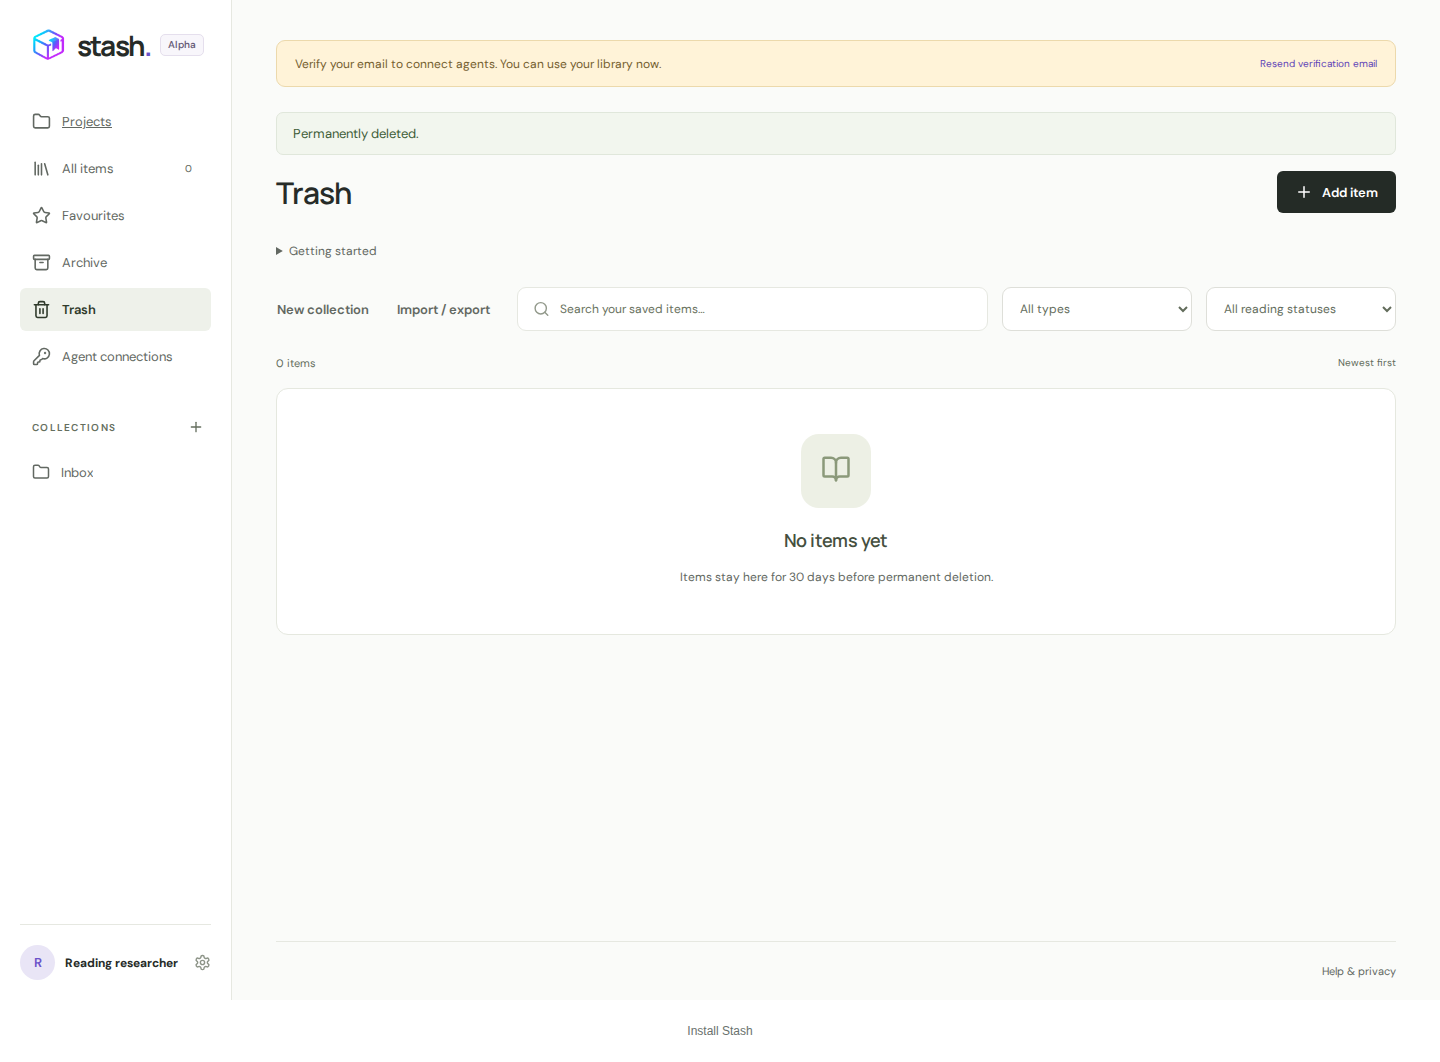 stash.
Alpha
Projects
All items 0
Favourites
Archive
Trash
Agent connections
COLLECTIONS
Inbox
R Reading researcher
Verify your email to connect agents. You can use your library now. Resend verification email
Permanently deleted.
Trash
Add item
Getting started
New collection Import / export Search your saved items… All types All reading statuses
0 items Newest first
No items yet
Items stay here for 30 days before permanent deletion.
Help & privacy
Install Stash